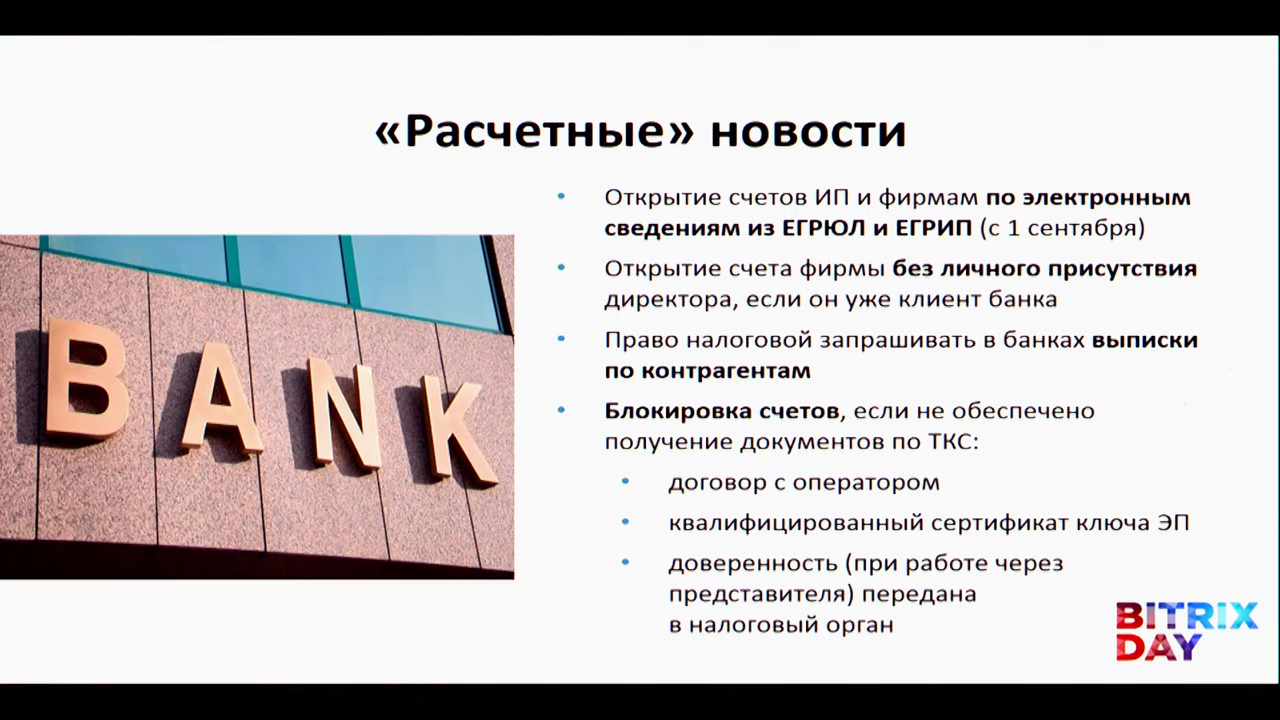 «Расчетные» новости
• Открытие счетов ИП и фирмам по электронным
сведениям из ЕГРЮЛ и ЕГРИП (с 1 сентября)
• Открытие счета фирмы без личного присутствия
директора, если он уже клиент банка
• Право налоговой запрашивать в банках выписки
по контрагентам
• Блокировка счетов, если не обеспечено
получение документов по ТКС:
• договор с оператором
• квалифицированный сертификат ключа ЭП
• доверенность (при работе через
представителя) передана
в налоговый орган
BANK
BITRIX
DAY